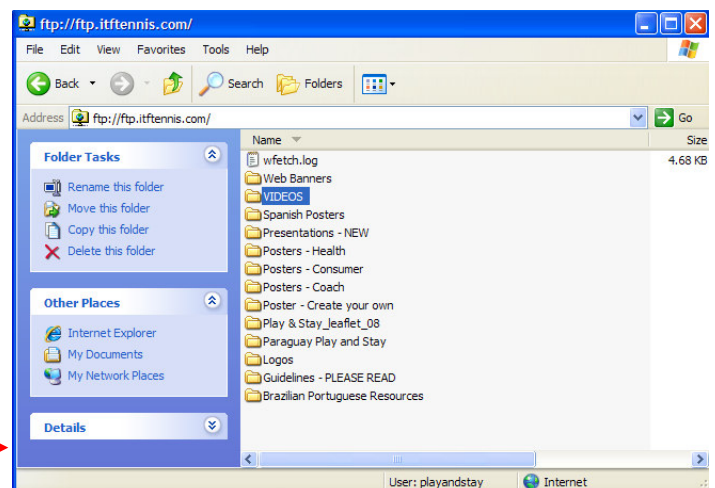 ftp://ftp.itftennis.com/
File Edit View Favorites Tools Help
Back Search Folders
Address ftp://ftp.itftennis.com/ Go
Name Size
Folder Tasks
Rename this folder
Move this folder
Copy this folder
Delete this folder
Other Places
Internet Explorer
My Documents
My Network Places
Details
wfetch.log 4.68 KB
Web Banners
VIDEOS
Spanish Posters
Presentations - NEW
Posters - Health
Posters - Consumer
Posters - Coach
Poster - Create your own
Play & Stay_leaflet_08
Paraguay Play and Stay
Logos
Guidelines - PLEASE READ
Brazilian Portuguese Resources
User: playandstay Internet